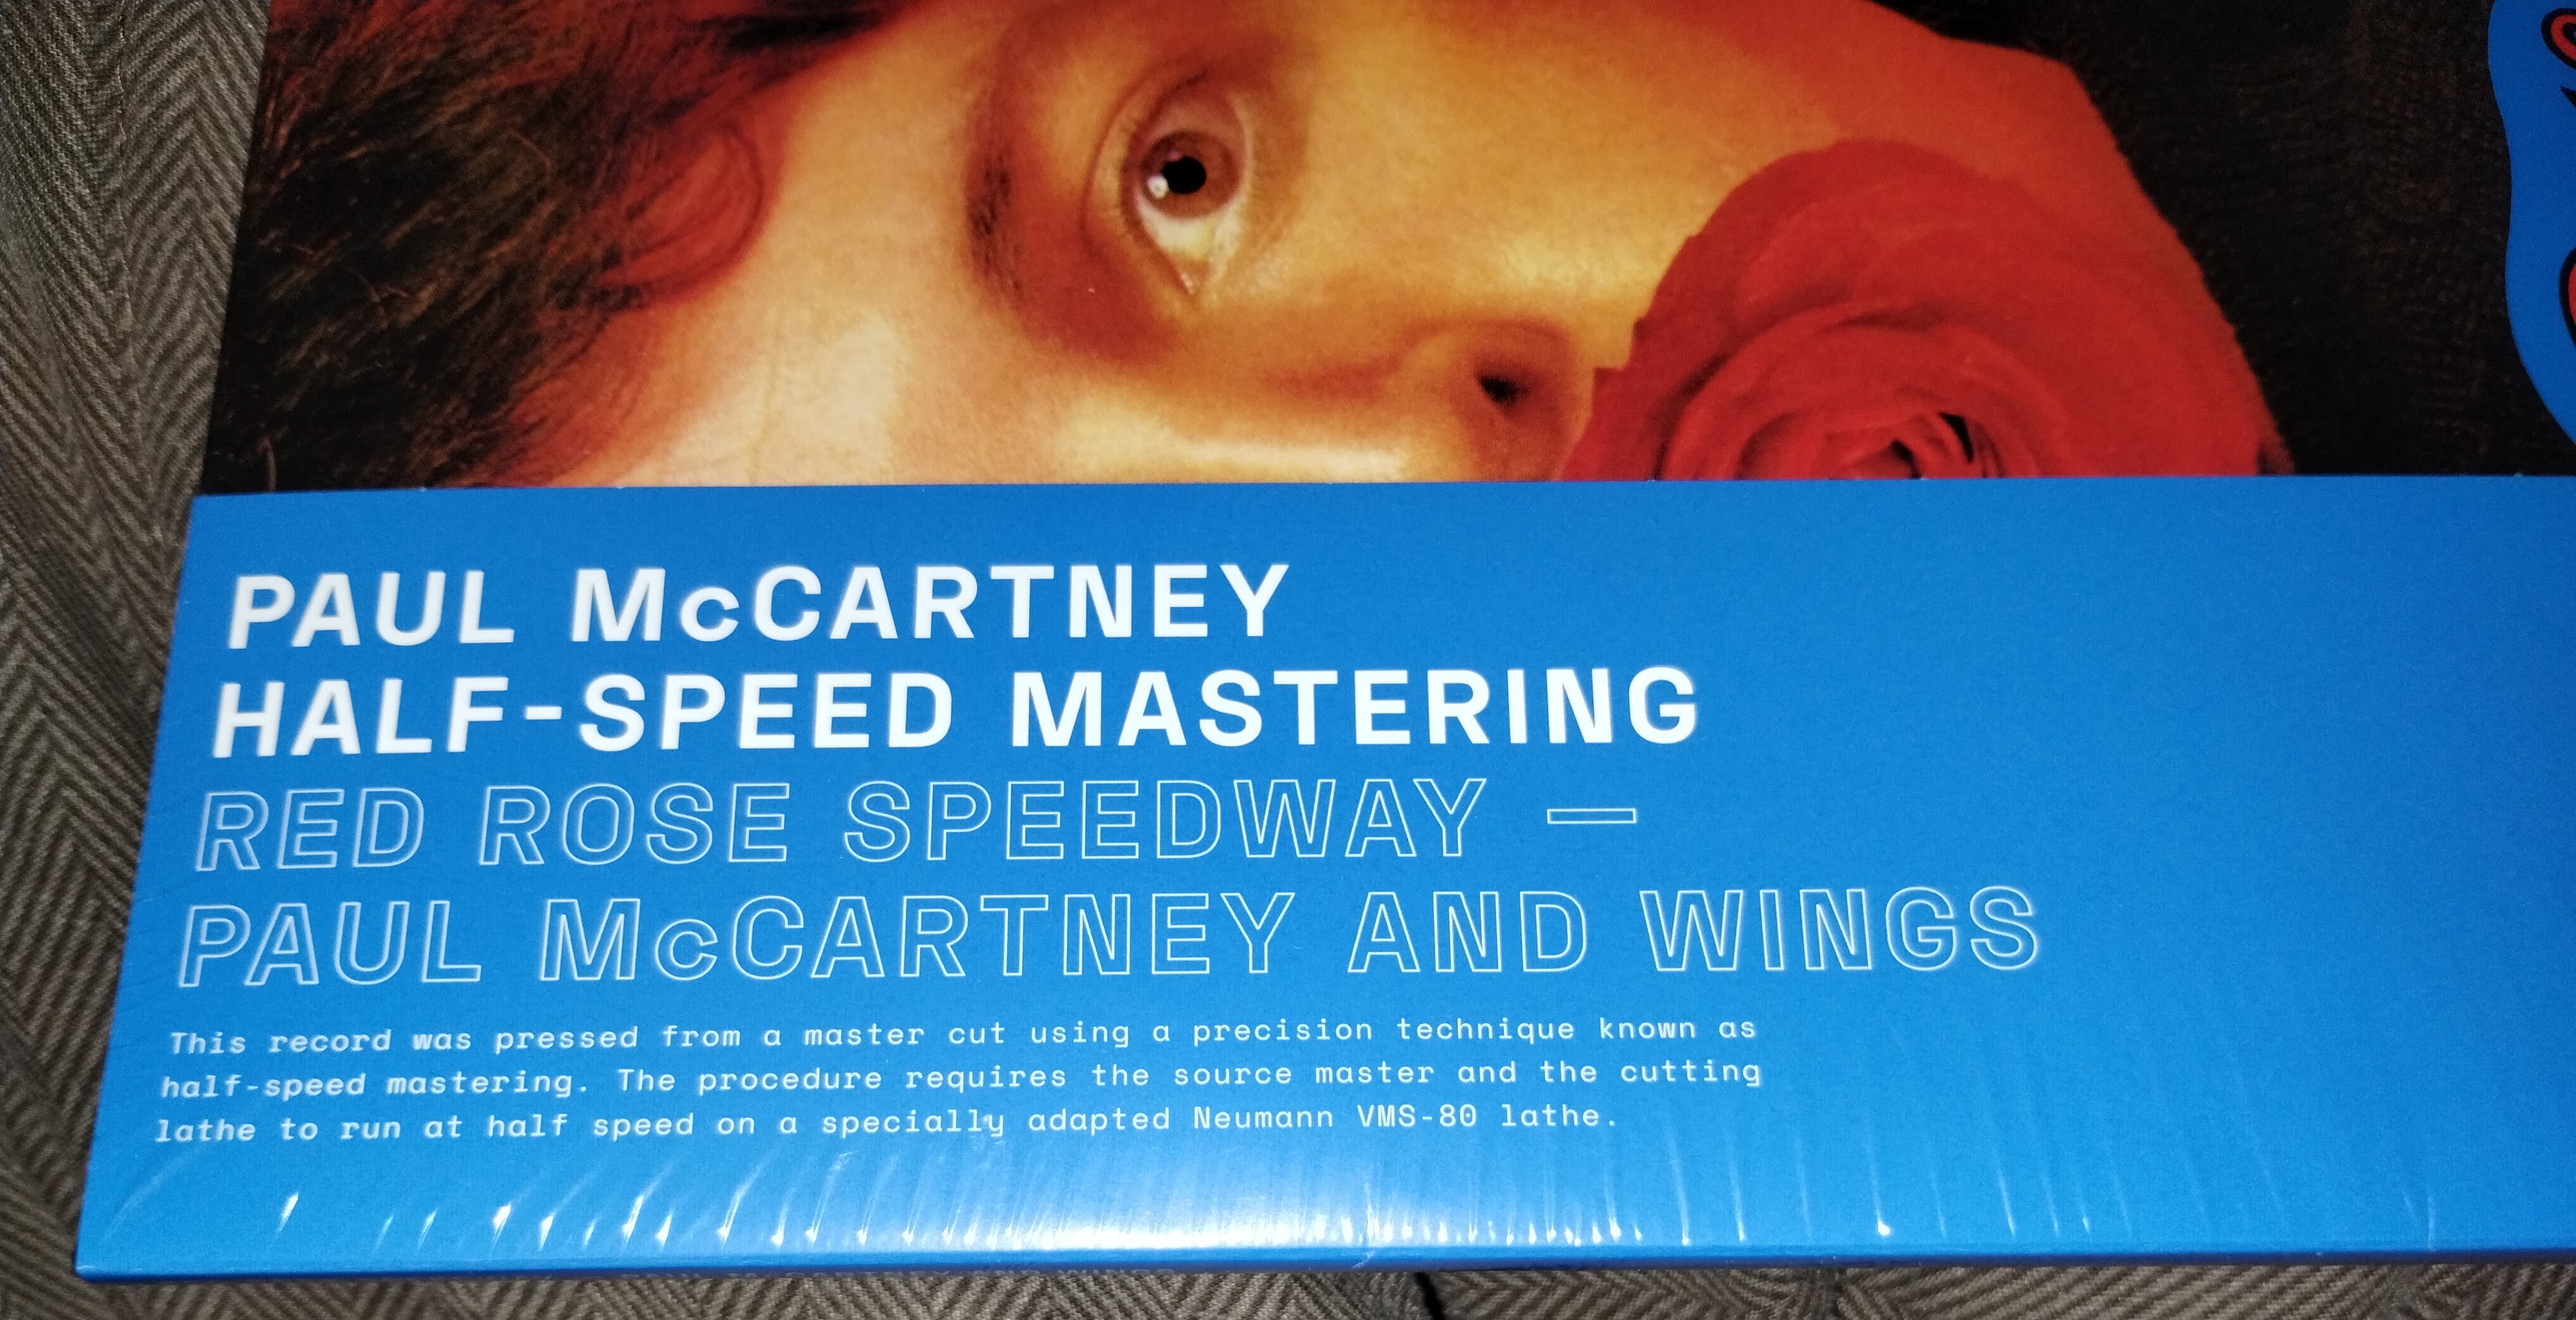 PAUL McCARTNEY
HALF-SPEED MASTERING
RED ROSE SPEEDWAY —
PAUL McCARTNEY AND WINGS
This record was pressed from a master cut using a precision technique known as
half-speed mastering. The procedure requires the source master and the cutting
lathe to run at half speed on a specially adapted Neumann VMS-80 lathe.